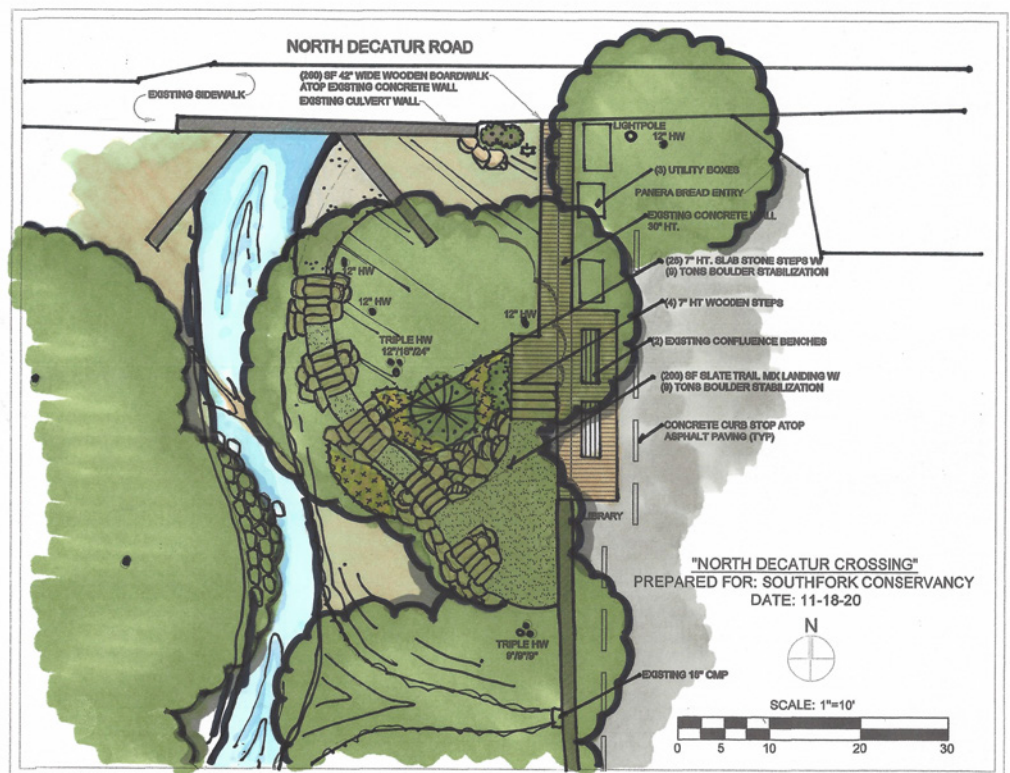 NORTH DECATUR ROAD
(260) SF 42" WIDE WOODEN BOARDWALK
ATOP EXISTING CONCRETE WALL
EXISTING SIDEWALK
EXISTING CULVERT WALL
LIGHTPOLE
12" HW
(3) UTILITY BOXES
PANERA BREAD ENTRY
EXISTING CONCRETE WALL
30" HT.
(25) 7" HT. SLAB STONE STEPS W/
(9) TONS BOULDER STABILIZATION
12" HW
12" HW
12" HW
(4) 7" HT WOODEN STEPS
TRIPLE HW
12"/18"/24"
(2) EXISTING CONFLUENCE BENCHES
(200) SF SLATE TRAIL MIX LANDING W/
(9) TONS BOULDER STABILIZATION
CONCRETE CURB STOP ATOP
ASPHALT PAVING (TYP)
LIBRARY
"NORTH DECATUR CROSSING"
PREPARED FOR: SOUTHFORK CONSERVANCY
DATE: 11-18-20
N
TRIPLE HW
9"/9"/9"
EXISTING 18" CMP
SCALE: 1"=10'
0 5 10 20 30